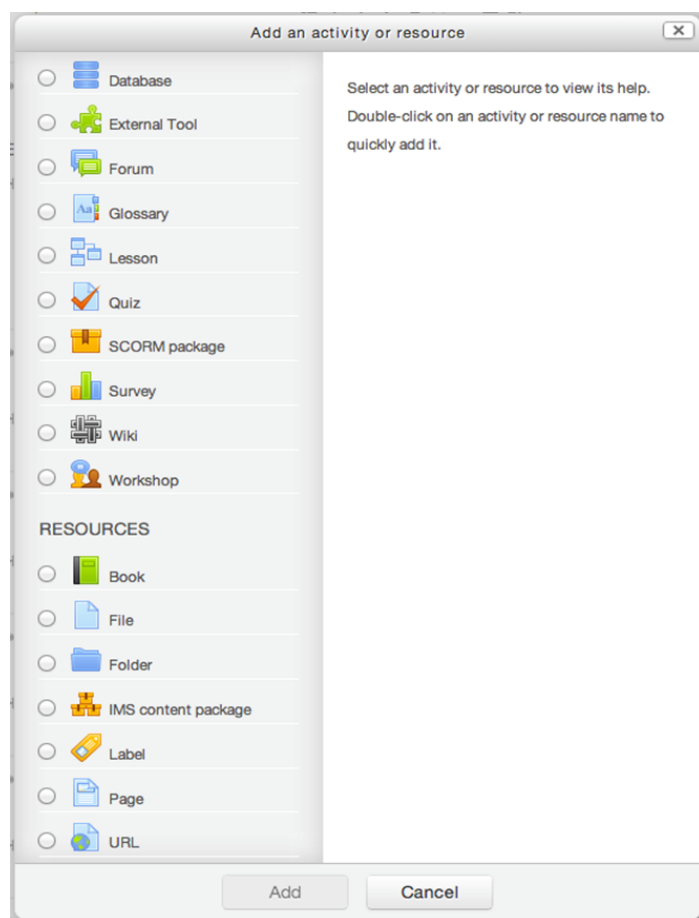 Add an activity or resource
Database
External Tool
Forum
Aa
Glossary
Lesson
Quiz
SCORM package
Survey
Wiki
Workshop
RESOURCES
Book
File
Folder
IMS content package
Label
Page
URL
Select an activity or resource to view its help.
Double-click on an activity or resource name to
quickly add it.
Add
Cancel